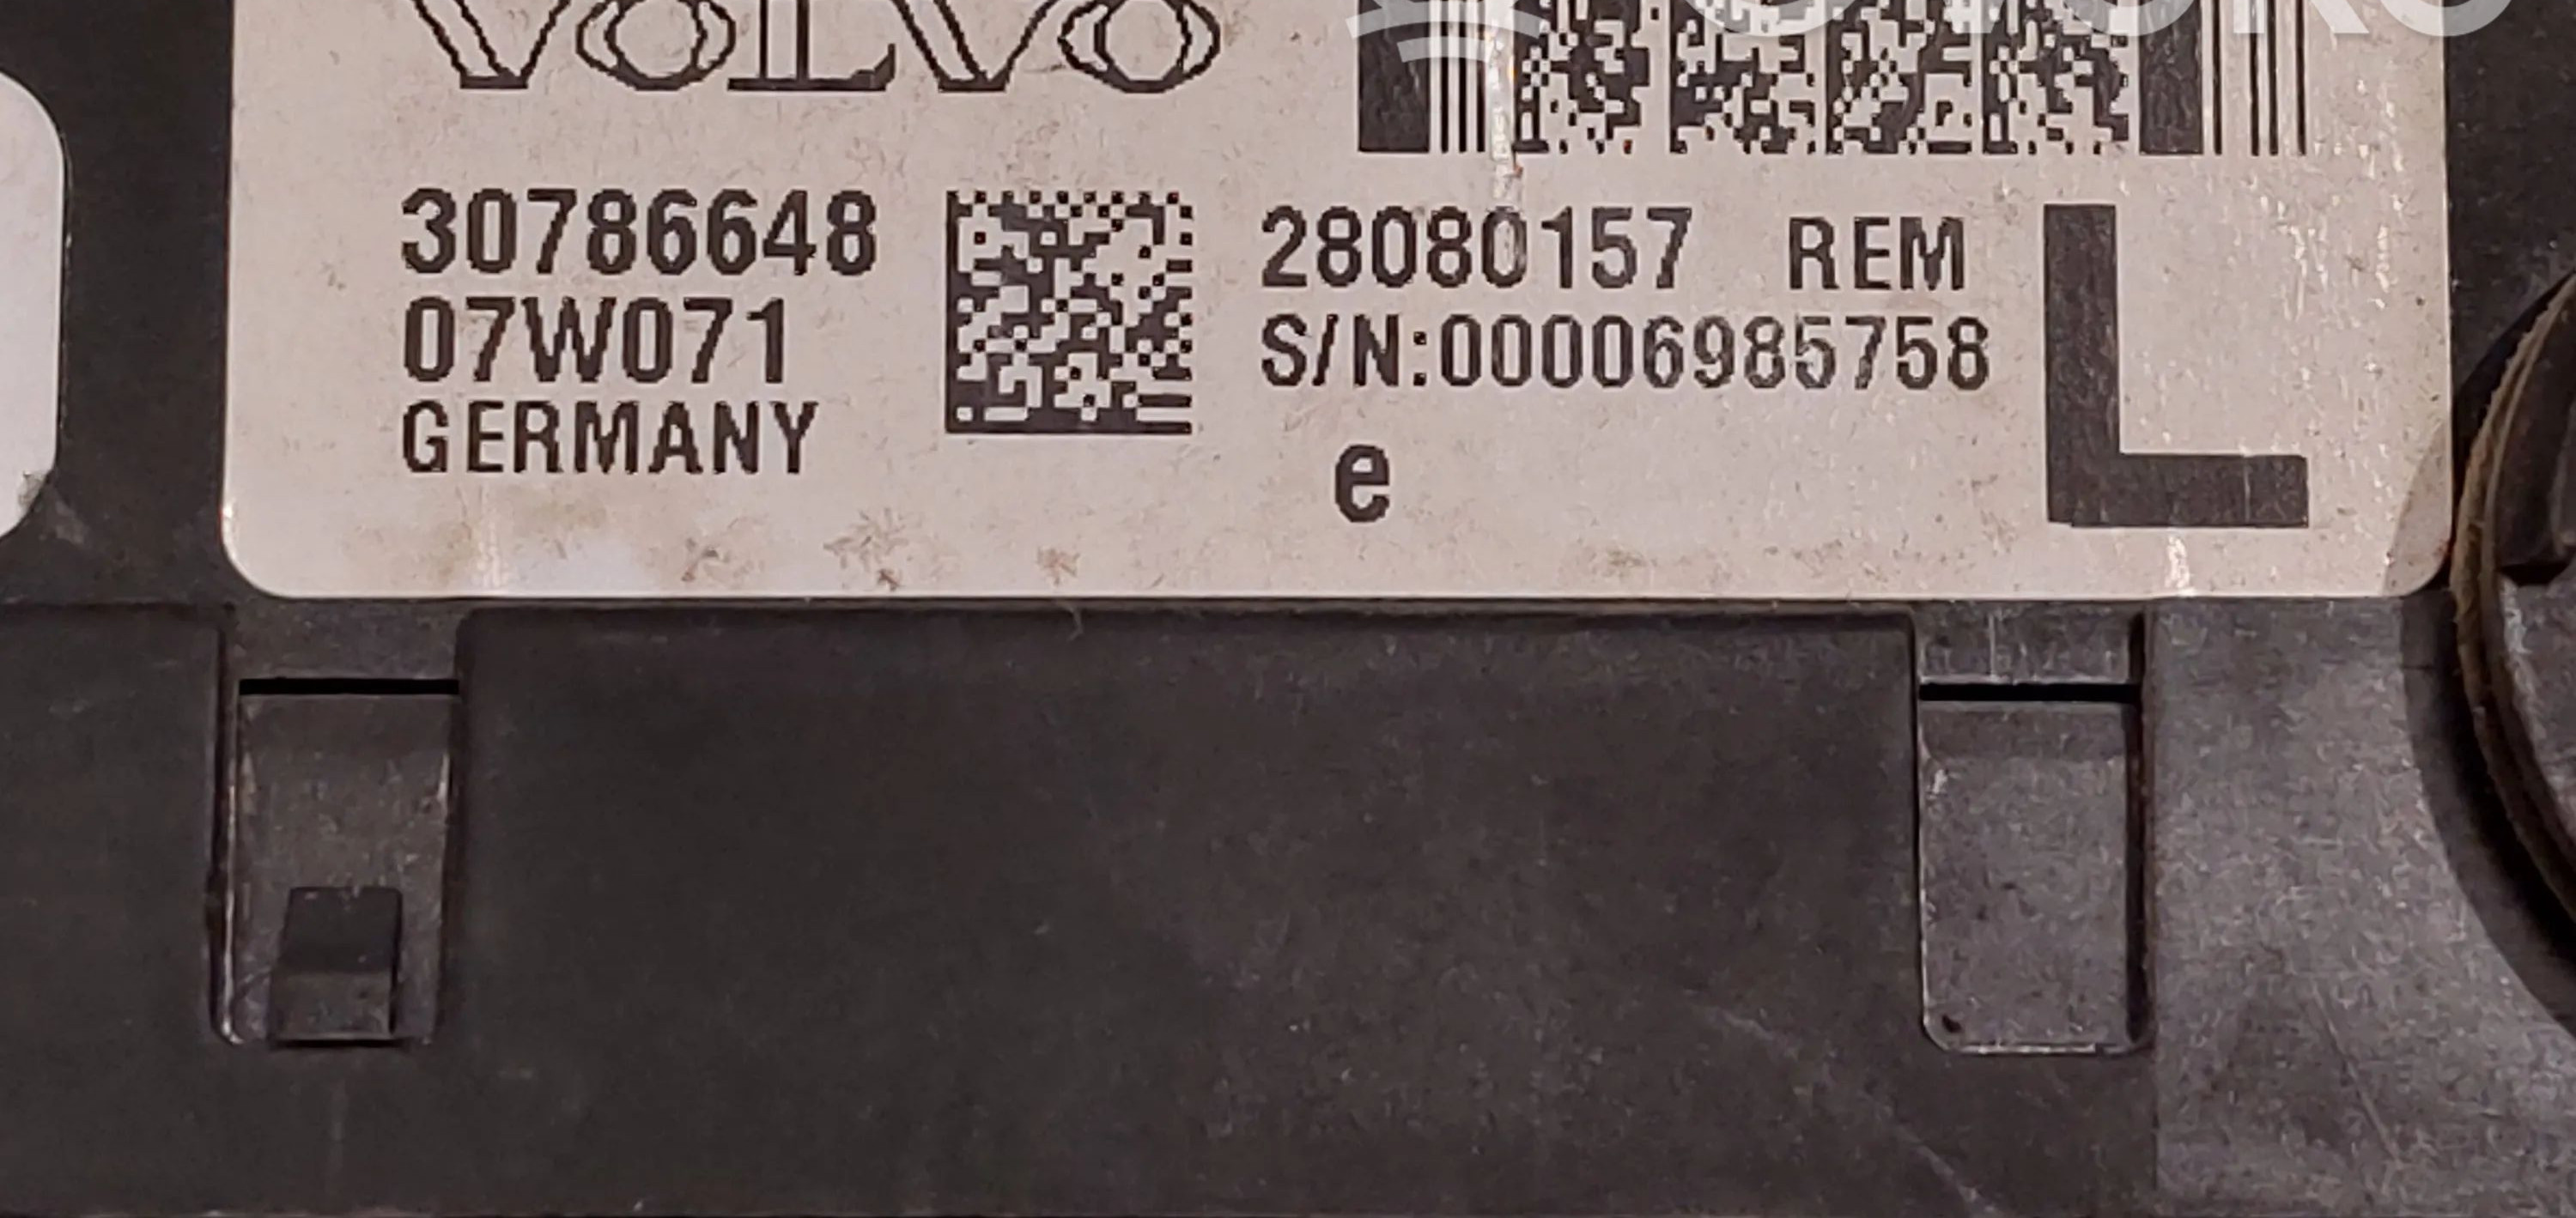 VOLVO
30786648
07W071
GERMANY
28080157 REM
S/N:00006985758
e
L